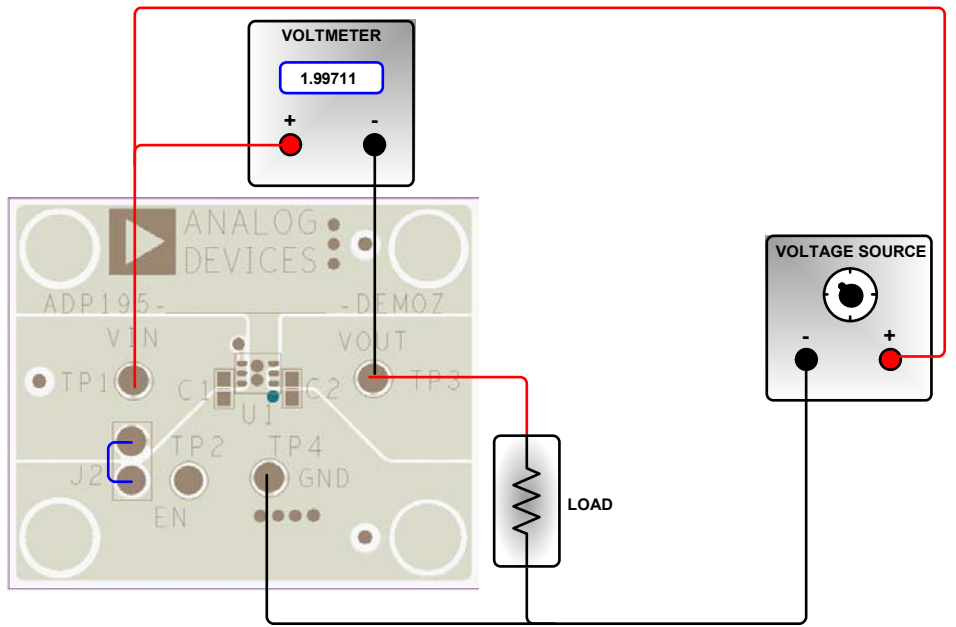 VOLTMETER
1.99711
+ -
ANALOG
DEVICES
ADP195-____________-DEMOZ
VIN
VOUT
TP1
C1
C2
TP3
U1
TP2
TP4
J2
GND
EN
VOLTAGE SOURCE
- +
LOAD